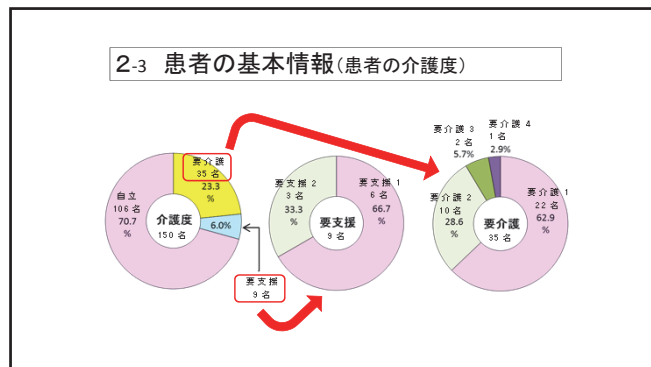 2-3 患者の基本情報(患者の介護度)
要介護
35 名
23.3
%
自立
106 名
70.7
%
介護度
150 名
6.0%
要支援
9 名
要支援 2
3 名
33.3
%
要支援 1
6 名
66.7
%
要支援
9 名
要介護 3
2 名
5.7%
要介護 4
1 名
2.9%
要介護 2
10 名
28.6
%
要介護 1
22 名
62.9
%
要介護
35 名